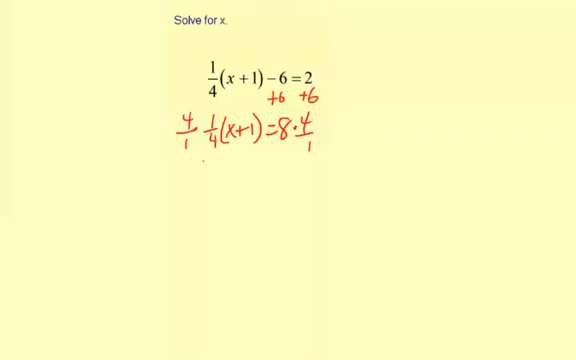 Solve for x.
1/4 (x + 1) − 6 = 2
+6 +6
4/1 · 1/4 (x+1) = 8 · 4/1